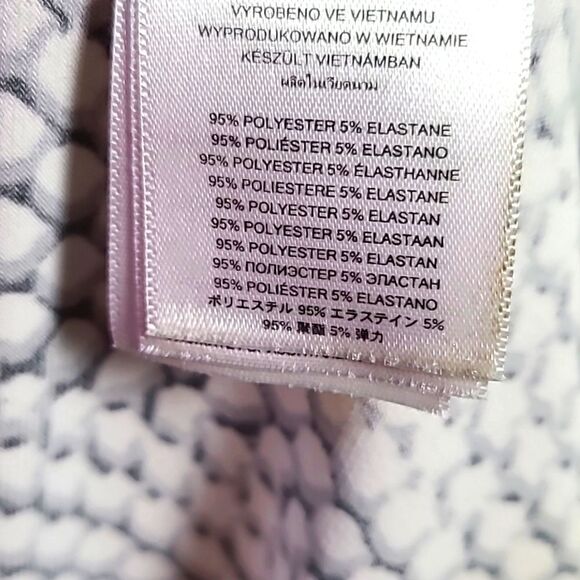 VYROBENO VE VIETNAMU
WYPRODUKOWANO W WIETNAMIE
KÉSZÜLT VIETNÁMBAN
ผลิตในเวียดนาม
95% POLYESTER 5% ELASTANE
95% POLIÉSTER 5% ELASTANO
95% POLYESTER 5% ÉLASTHANNE
95% POLIESTERE 5% ELASTANE
95% POLYESTER 5% ELASTAN
95% POLYESTER 5% ELASTAAN
95% POLYESTER 5% ELASTAN
95% ПОЛИЭСТЕР 5% ЭЛАСТАН
95% POLIÉSTER 5% ELASTANO
ポリエステル 95% エラステイン 5%
95% 聚酯 5% 弹力